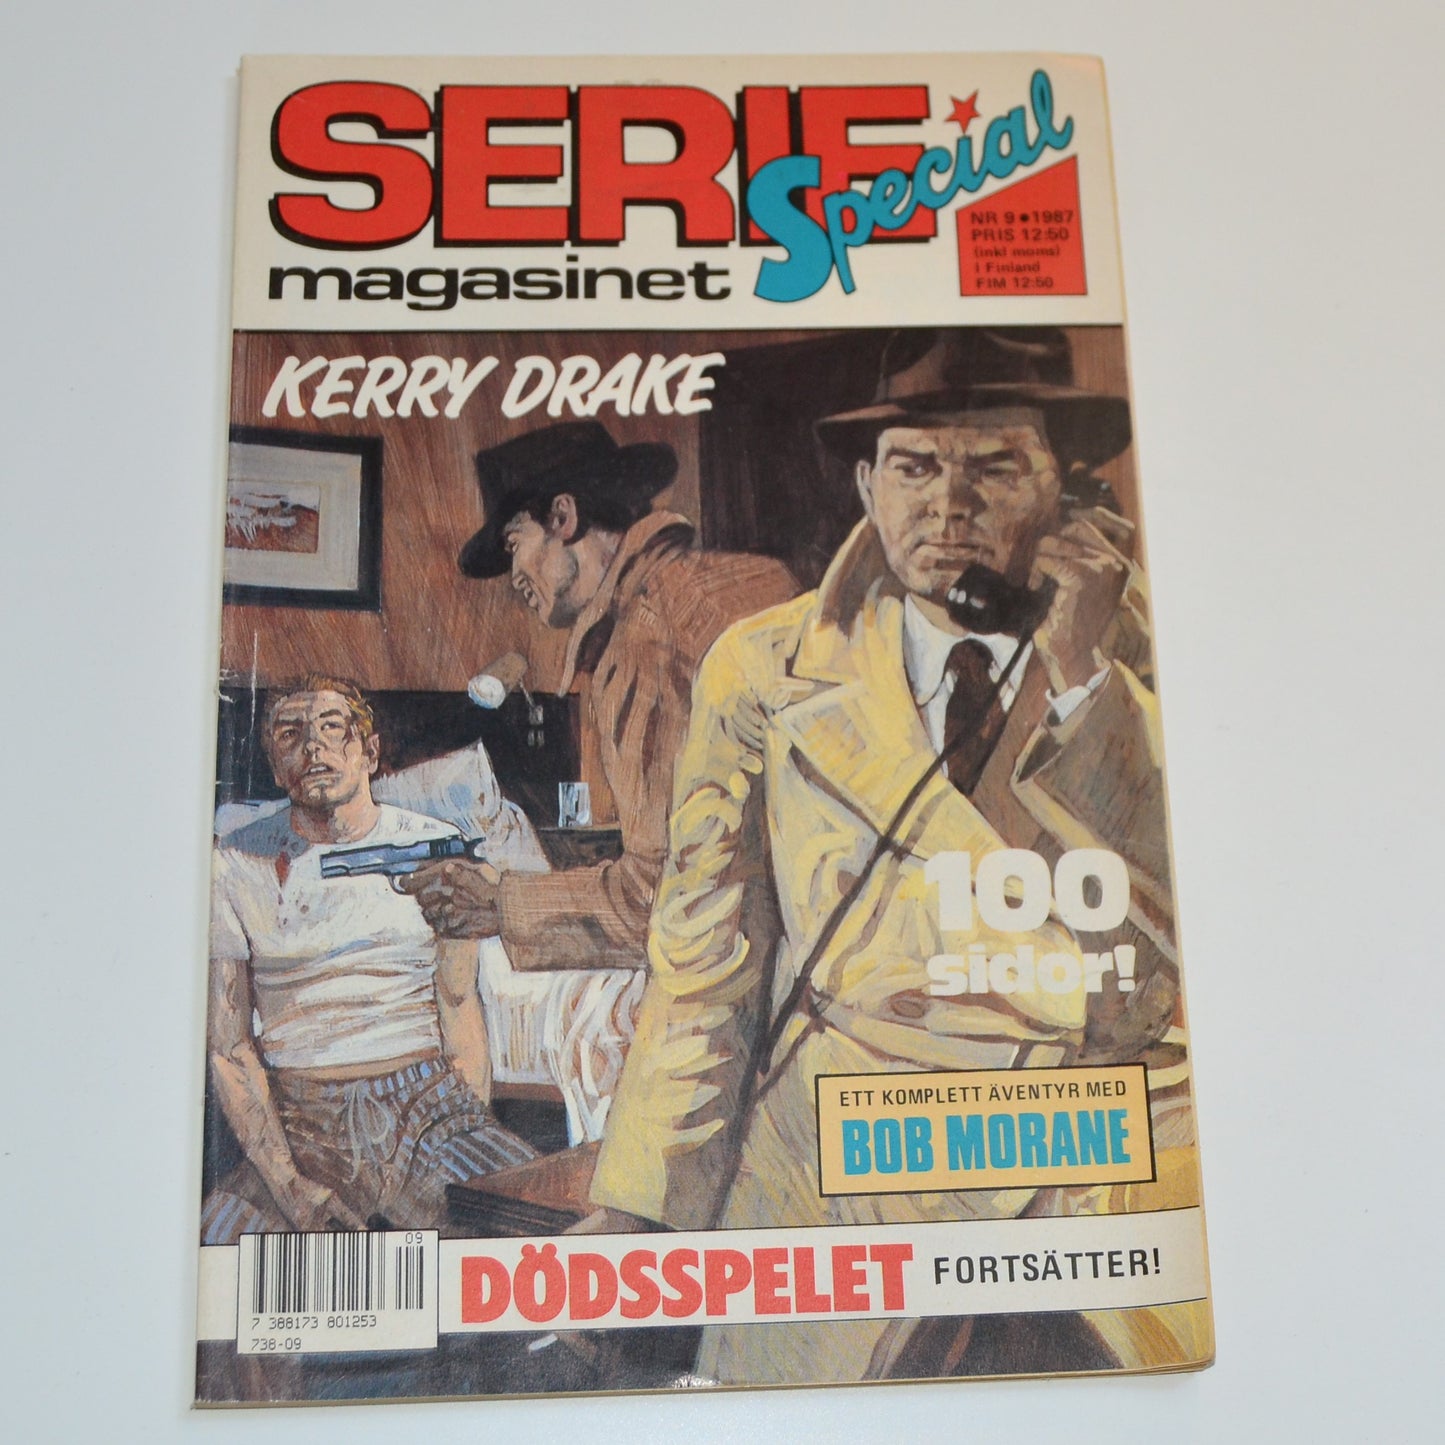 SERIE
Special
magasinet
NR 9•1987
PRIS 12:50
(inkl moms)
i Finland
FIM 12:50
KERRY DRAKE
100
sidor!
ETT KOMPLETT ÄVENTYR MED
BOB MORANE
09
7 388173 801253
738-09
DÖDSSPELET FORTSÄTTER!